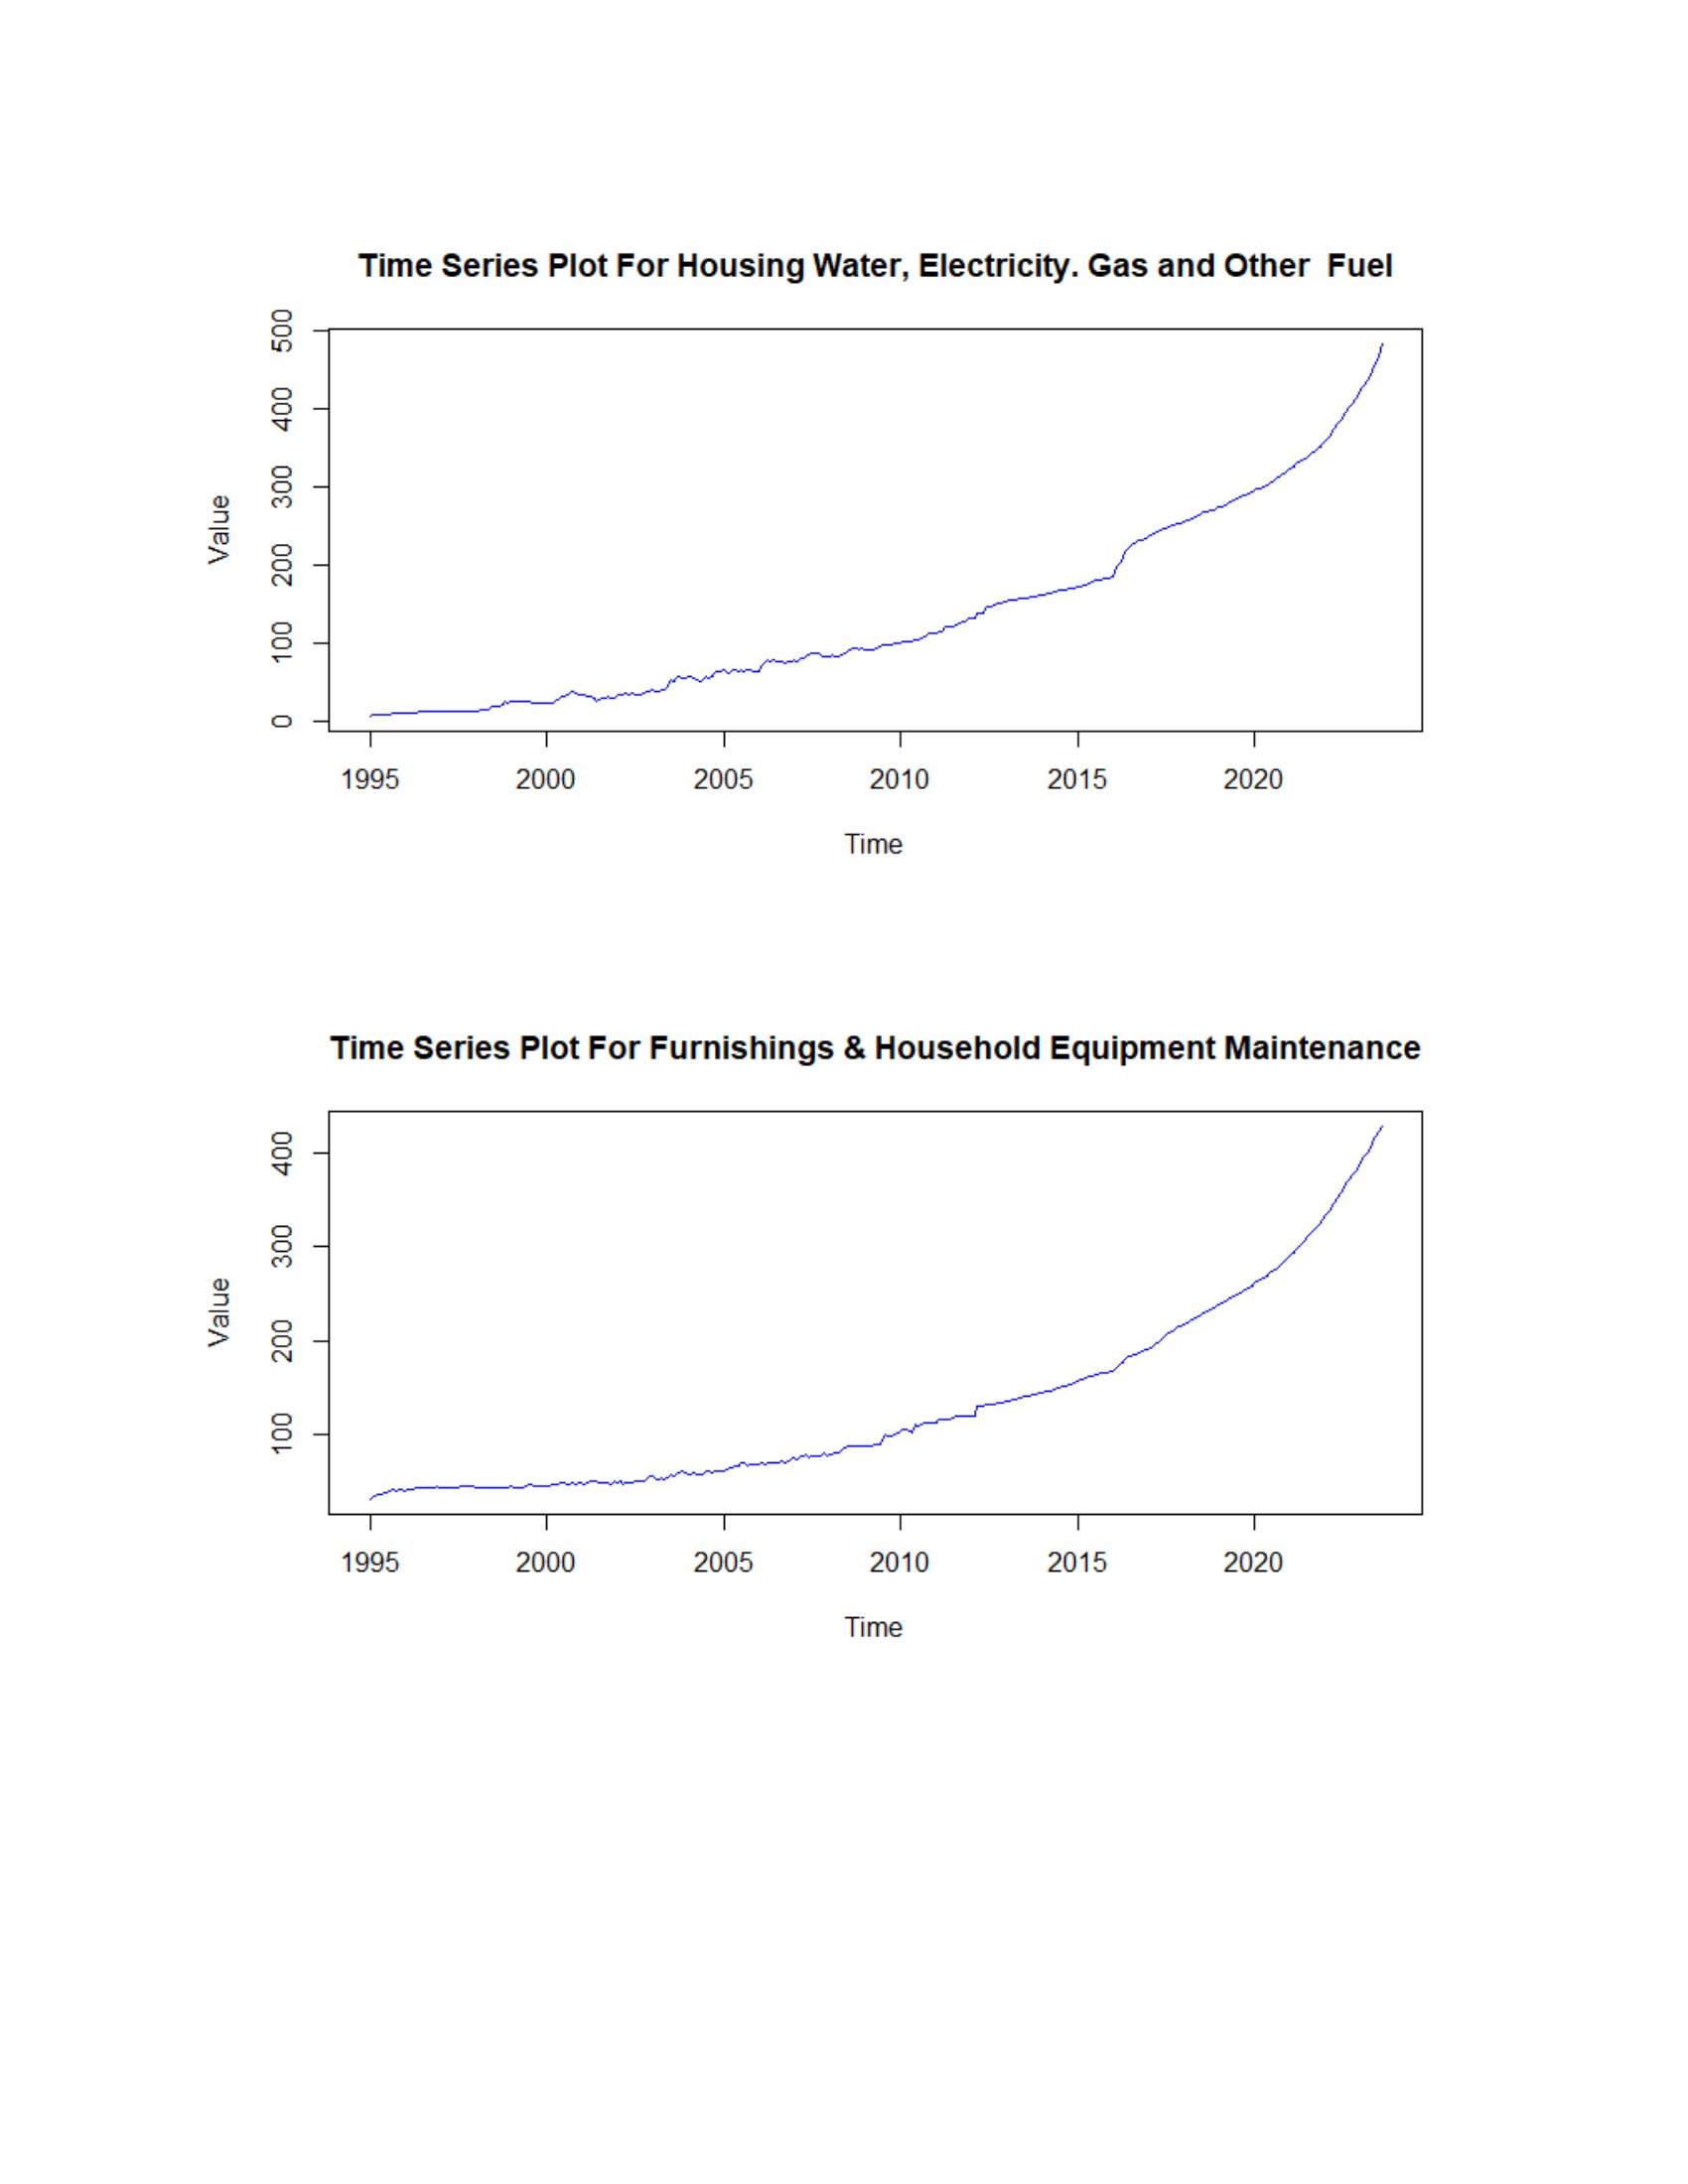 Time Series Plot For Housing Water, Electricity. Gas and Other  Fuel
500
400
300
200
100
0
Value
1995 2000 2005 2010 2015 2020
Time
Time Series Plot For Furnishings & Household Equipment Maintenance
400
300
200
100
Value
1995 2000 2005 2010 2015 2020
Time